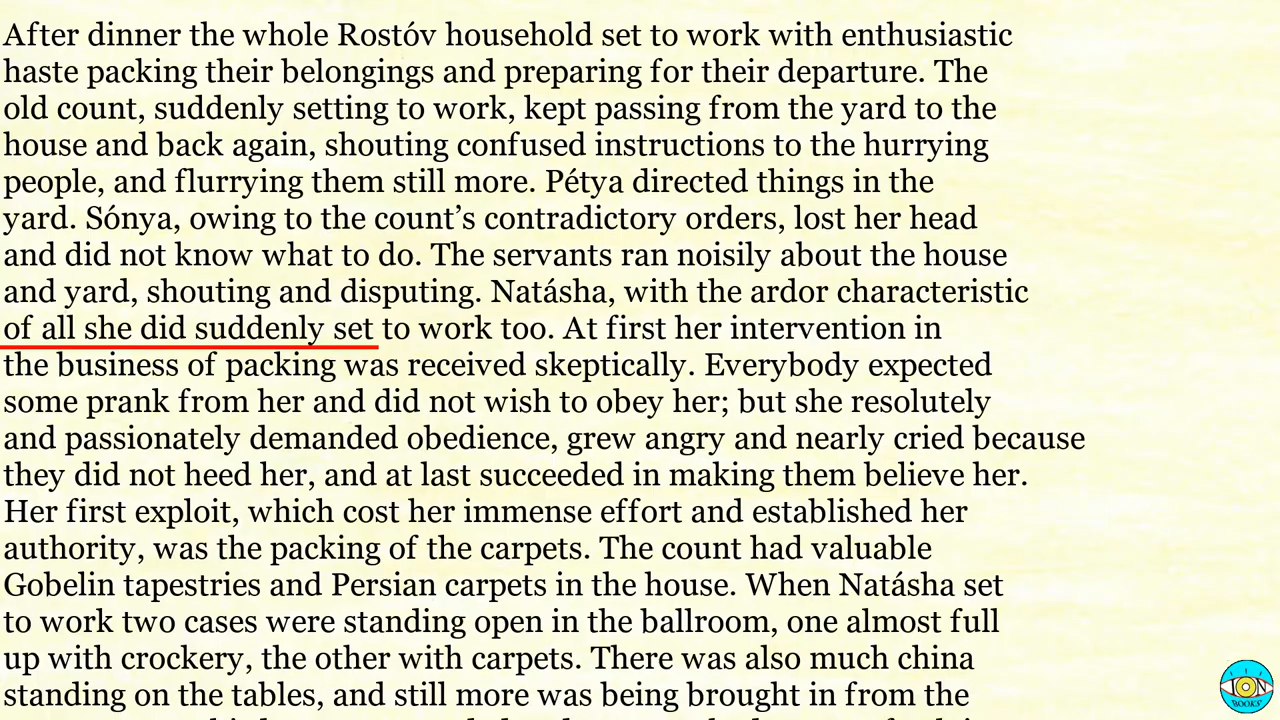 After dinner the whole Rostóv household set to work with enthusiastic
haste packing their belongings and preparing for their departure. The
old count, suddenly setting to work, kept passing from the yard to the
house and back again, shouting confused instructions to the hurrying
people, and flurrying them still more. Pétya directed things in the
yard. Sónya, owing to the count’s contradictory orders, lost her head
and did not know what to do. The servants ran noisily about the house
and yard, shouting and disputing. Natásha, with the ardor characteristic
of all she did suddenly set to work too. At first her intervention in
the business of packing was received skeptically. Everybody expected
some prank from her and did not wish to obey her; but she resolutely
and passionately demanded obedience, grew angry and nearly cried because
they did not heed her, and at last succeeded in making them believe her.
Her first exploit, which cost her immense effort and established her
authority, was the packing of the carpets. The count had valuable
Gobelin tapestries and Persian carpets in the house. When Natásha set
to work two cases were standing open in the ballroom, one almost full
up with crockery, the other with carpets. There was also much china
standing on the tables, and still more was being brought in from the
ION
BOOKS